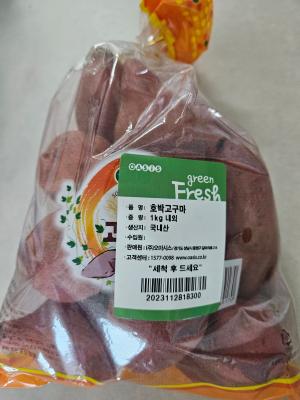 OASIS
green
Fresh
· 품 명 : 호박고구마
· 중 량 : 1kg 내외
· 생산지 : 국내산
· 수입원 :
· 판매원 : (주)오아시스
· 고객센터 : 1577-0098 www.oasis.co.kr
"세척 후 드세요"
2023112818300
고